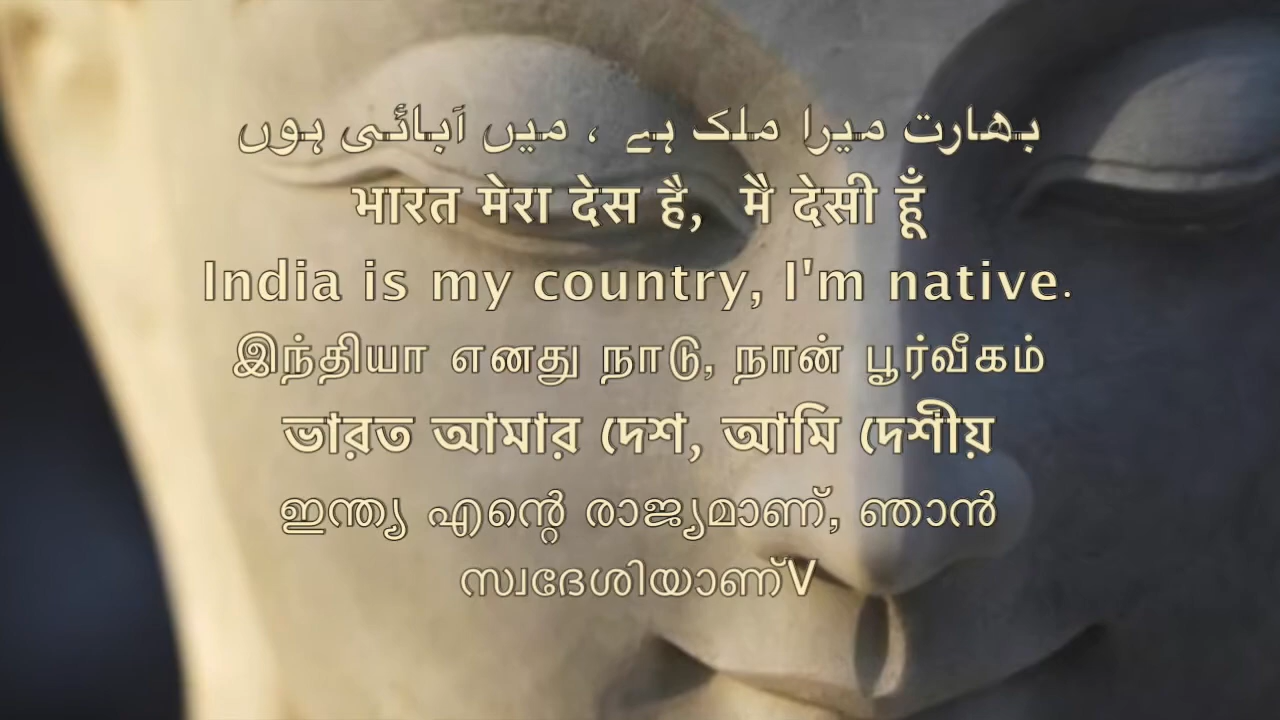 بھارت میرا ملک ہے ، میں آبائی ہوں
भारत मेरा देस है, मै देसी हूँ
India is my country, I'm native.
இந்தியா எனது நாடு, நான் பூர்வீகம்
ভারত আমার দেশ, আমি দেশীয়
ഇന്ത്യ എന്റെ രാജ്യമാണ്, ഞാൻ
സ്വദേശിയാണ്V